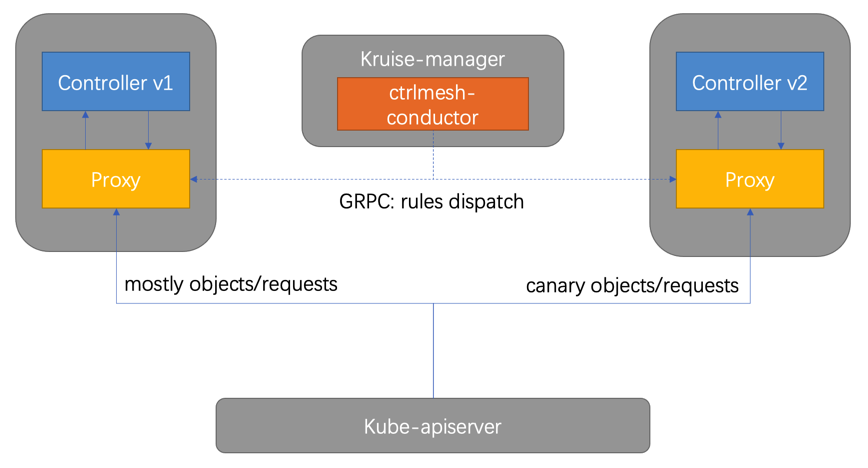 Controller v1
Kruise-manager
ctrlmesh-
conductor
Controller v2
Proxy
Proxy
GRPC: rules dispatch
mostly objects/requests
canary objects/requests
Kube-apiserver